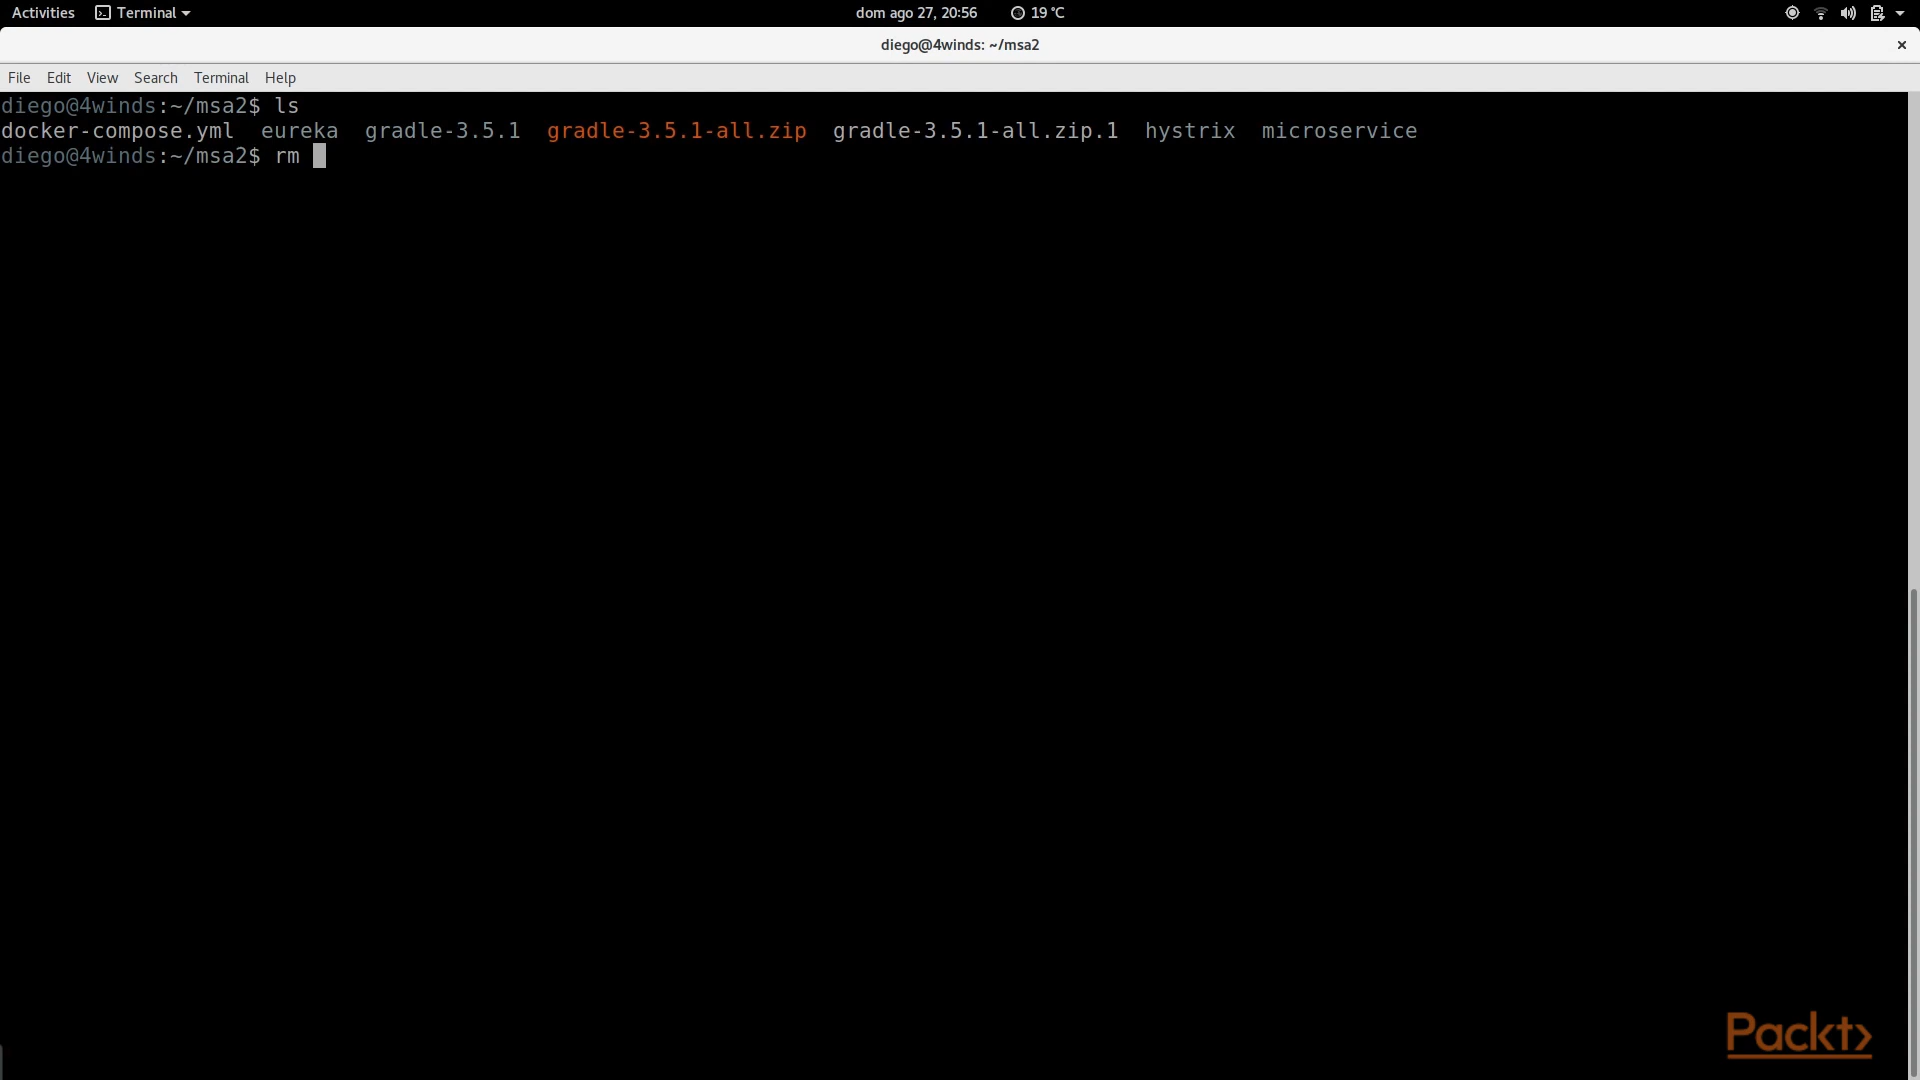 Activities Terminal dom ago 27, 20:56 19 °C
diego@4winds: ~/msa2
File Edit View Search Terminal Help
diego@4winds:~/msa2$ ls
docker-compose.yml eureka gradle-3.5.1 gradle-3.5.1-all.zip gradle-3.5.1-all.zip.1 hystrix microservice
diego@4winds:~/msa2$ rm
Packt>